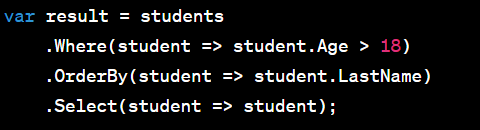 var result = students
    .Where(student => student.Age > 18)
    .OrderBy(student => student.LastName)
    .Select(student => student);